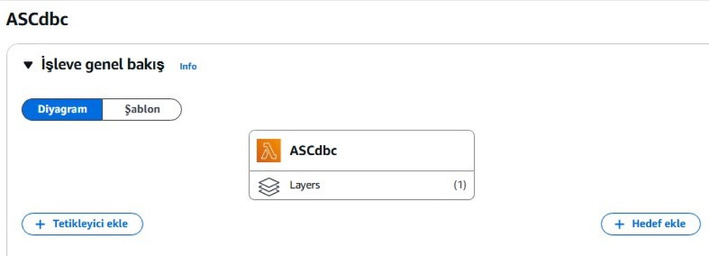 ASCdbc
▼ İşleve genel bakış Info
Diyagram Şablon
ASCdbc
Layers (1)
+ Tetikleyici ekle + Hedef ekle